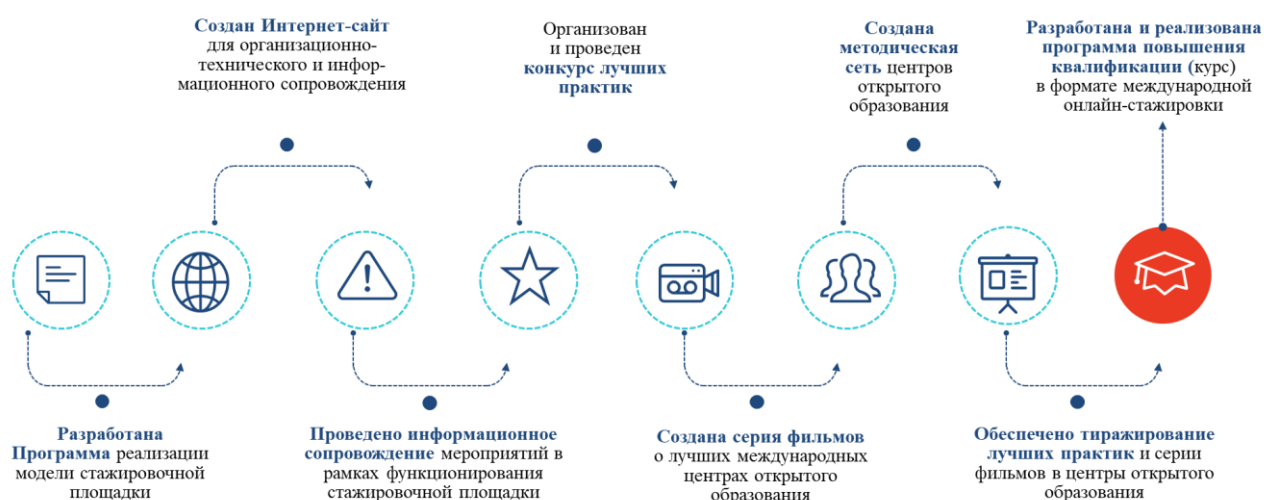 Создан Интернет-сайт
для организационно-
технического и инфор-
мационного сопровождения
Организован
и проведен
конкурс лучших
практик
Создана
методическая
сеть центров
открытого
образования
Разработана и реализована
программа повышения
квалификации (курс)
в формате международной
онлайн-стажировки
Разработана
Программа реализации
модели стажировочной
площадки
Проведено информационное
сопровождение мероприятий в
рамках функционирования
стажировочной площадки
Создана серия фильмов
о лучших международных
центрах открытого
образования
Обеспечено тиражирование
лучших практик и серии
фильмов в центры открытого
образования